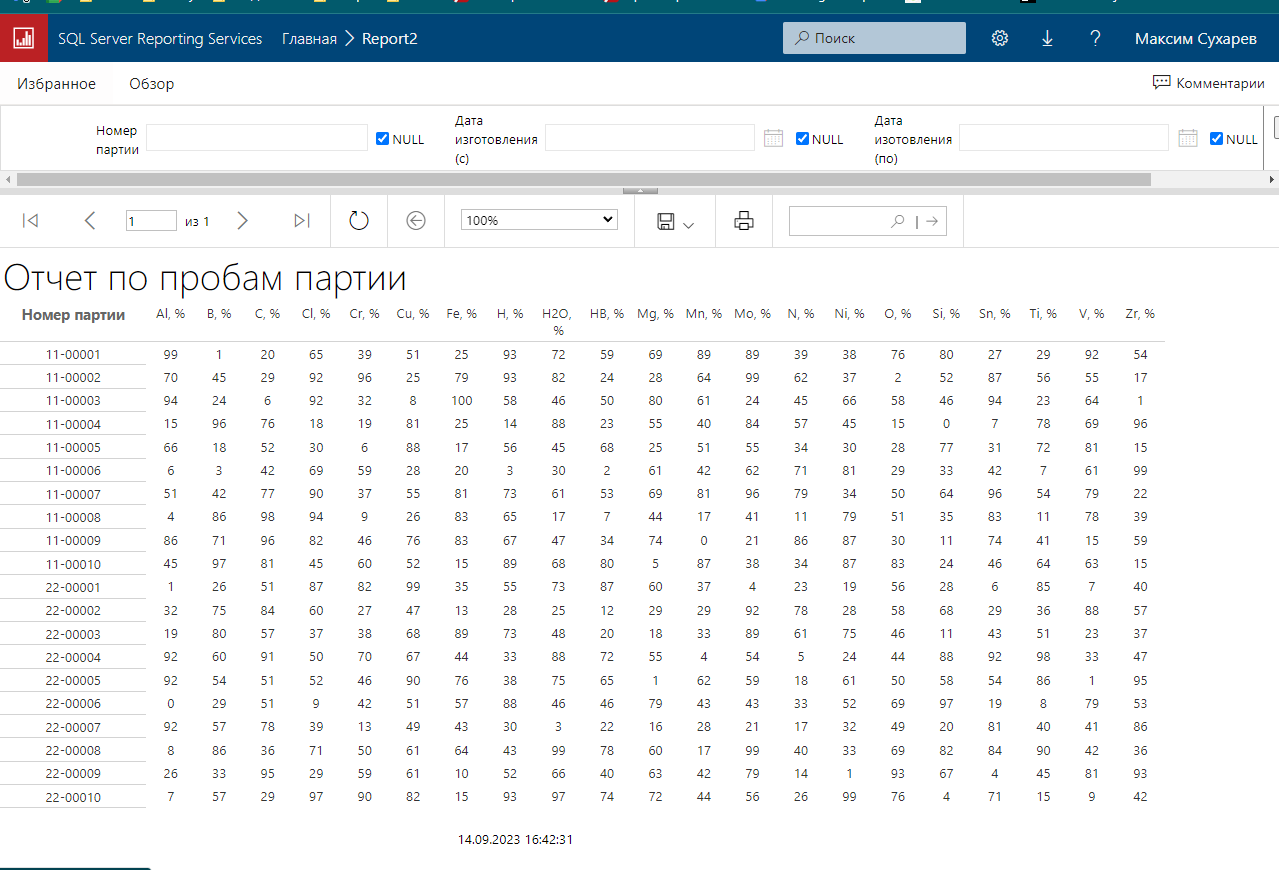 SQL Server Reporting Services Главная Report2 Поиск ? Максим Сухарев
Избранное Обзор Комментарии
Номер партии NULL Дата изготовления (с) NULL Дата изотовления (по) NULL
1 из 1 100%
Отчет по пробам партии
Номер партии Al, % B, % C, % Cl, % Cr, % Cu, % Fe, % H, % H2O, % HB, % Mg, % Mn, % Mo, % N, % Ni, % O, % Si, % Sn, % Ti, % V, % Zr, %
11-00001 99 1 20 65 39 51 25 93 72 59 69 89 89 39 38 76 80 27 29 92 54
11-00002 70 45 29 92 96 25 79 93 82 24 28 64 99 62 37 2 52 87 56 55 17
11-00003 94 24 6 92 32 8 100 58 46 50 80 61 24 45 66 58 46 94 23 64 1
11-00004 15 96 76 18 19 81 25 14 88 23 55 40 84 57 45 15 0 7 78 69 96
11-00005 66 18 52 30 6 88 17 56 45 68 25 51 55 34 30 28 77 31 72 81 15
11-00006 6 3 42 69 59 28 20 3 30 2 61 42 62 71 81 29 33 42 7 61 99
11-00007 51 42 77 90 37 55 81 73 61 53 69 81 96 79 34 50 64 96 54 79 22
11-00008 4 86 98 94 9 26 83 65 17 7 44 17 41 11 79 51 35 83 11 78 39
11-00009 86 71 96 82 46 76 83 67 47 34 74 0 21 86 87 30 11 74 41 15 59
11-00010 45 97 81 45 60 52 15 89 68 80 5 87 38 34 87 83 24 46 64 63 15
22-00001 1 26 51 87 82 99 35 55 73 87 60 37 4 23 19 56 28 6 85 7 40
22-00002 32 75 84 60 27 47 13 28 25 12 29 29 92 78 28 58 68 29 36 88 57
22-00003 19 80 57 37 38 68 89 73 48 20 18 33 89 61 75 46 11 43 51 23 37
22-00004 92 60 91 50 70 67 44 33 88 72 55 4 54 5 24 44 88 92 98 33 47
22-00005 92 54 51 52 46 90 76 38 75 65 1 62 59 18 61 50 58 54 86 1 95
22-00006 0 29 51 9 42 51 57 88 46 46 79 43 43 33 52 69 97 19 8 79 53
22-00007 92 57 78 39 13 49 43 30 3 22 16 28 21 17 32 49 20 81 40 41 86
22-00008 8 86 36 71 50 61 64 43 99 78 60 17 99 40 33 69 82 84 90 42 36
22-00009 26 33 95 29 59 61 10 52 66 40 63 42 79 14 1 93 67 4 45 81 93
22-00010 7 57 29 97 90 82 15 93 97 74 72 44 56 26 99 76 4 71 15 9 42
14.09.2023 16:42:31